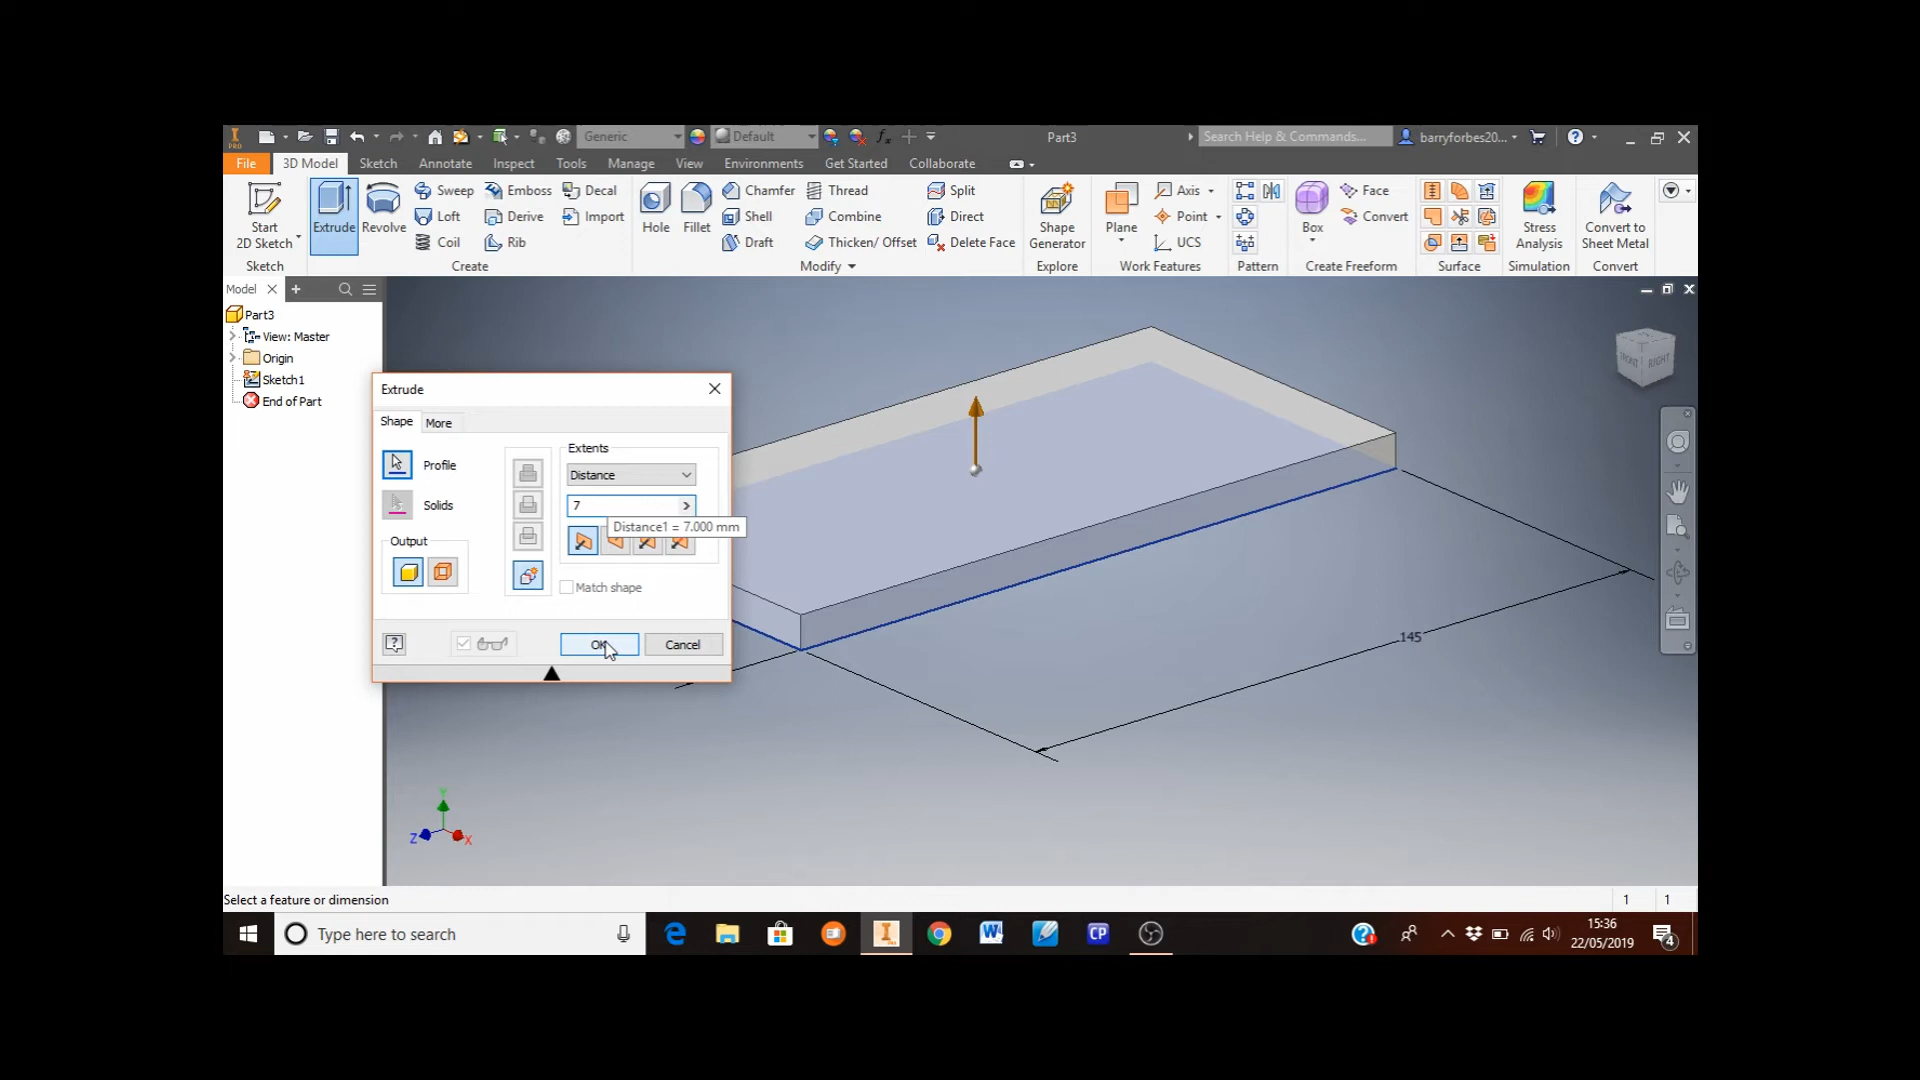 PRO Generic Default Part3 Search Help & Commands... barryforbes20...
File 3D Model Sketch Annotate Inspect Tools Manage View Environments Get Started Collaborate
Start 2D Sketch Extrude Revolve Sweep Emboss Decal Hole Fillet Chamfer Thread Split Shape Generator Plane Axis Box Face Stress Analysis Convert to Sheet Metal
Loft Derive Import Shell Combine Direct Point Convert
Coil Rib Draft Thicken/ Offset Delete Face UCS
Sketch Create Modify Explore Work Features Pattern Create Freeform Surface Simulation Convert
Model
Part3
View: Master
Origin
Sketch1
End of Part
FRONT RIGHT
Extrude
Shape More
Extents
Profile
Distance
Solids
7
Distance1 = 7.000 mm
Output
Match shape
OK Cancel
145
Y
Z X
Select a feature or dimension 1 1
Type here to search
CP
15:36
22/05/2019
4